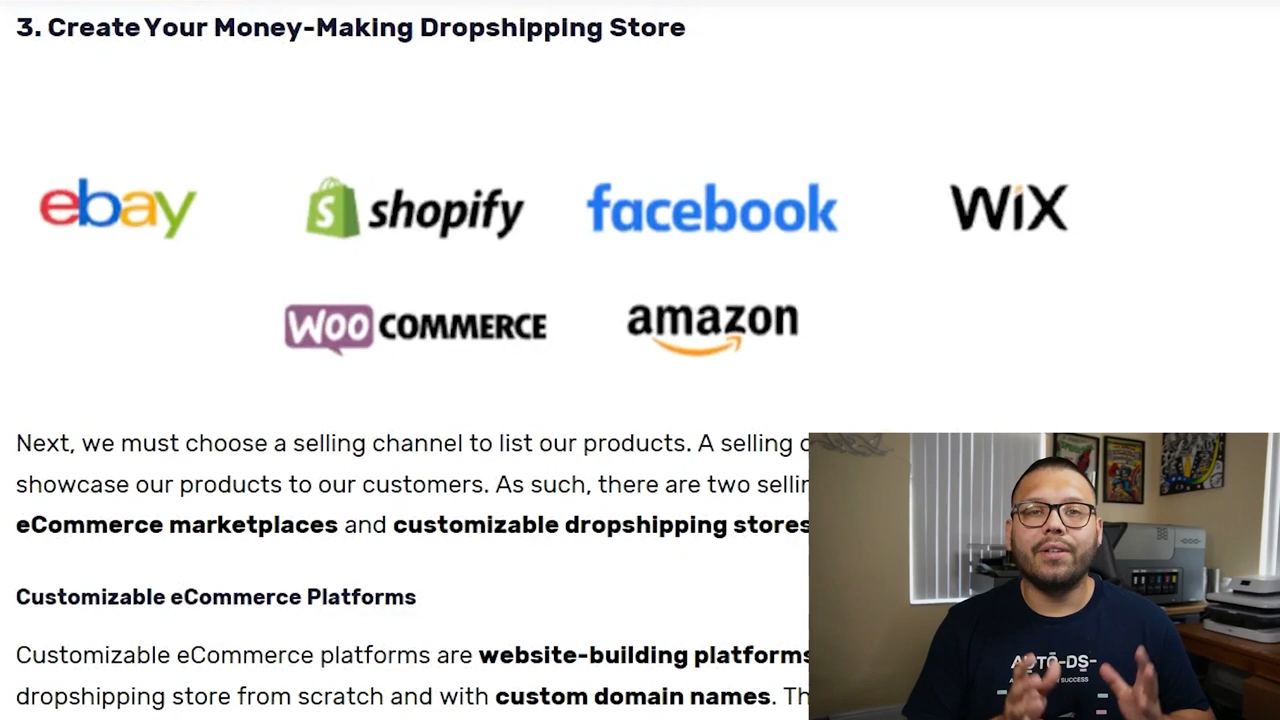 3. Create Your Money-Making Dropshipping Store
ebay
shopify
facebook
WiX
WOO COMMERCE
amazon
Next, we must choose a selling channel to list our products. A selling
showcase our products to our customers. As such, there are two
eCommerce marketplaces and customizable dropshipping stores
Customizable eCommerce Platforms
Customizable eCommerce platforms are website-building platforms
dropshipping store from scratch and with custom domain names.
AUTO-DS-
SUCCESS